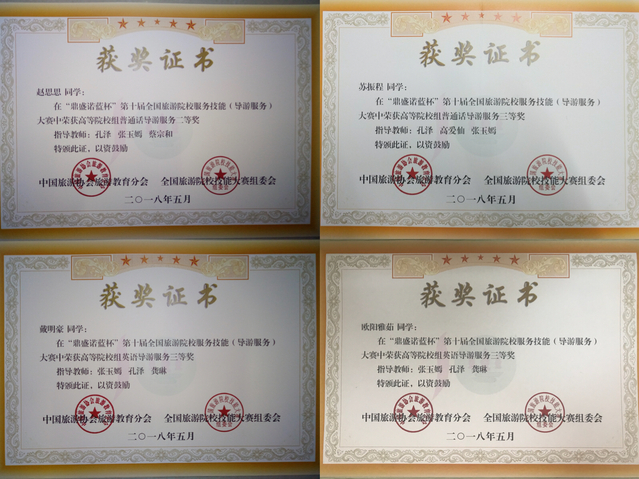 获奖证书
赵思思 同学：
在“鼎盛诺蓝杯”第十届全国旅游院校服务技能（导游服务）
大赛中荣获高等院校组普通话导游服务二等奖
指导教师：孔泽 张玉嫣 蔡宗和
特颁此证，以资鼓励
中国旅游协会旅游教育分会 全国旅游院校技能大赛组委会
二〇一八年五月
获奖证书
苏振程 同学：
在“鼎盛诺蓝杯”第十届全国旅游院校服务技能（导游服务）
大赛中荣获高等院校组普通话导游服务三等奖
指导教师：孔泽 高爱仙 张玉嫣
特颁此证，以资鼓励
中国旅游协会旅游教育分会 全国旅游院校技能大赛组委会
二〇一八年五月
获奖证书
戴明豪 同学：
在“鼎盛诺蓝杯”第十届全国旅游院校服务技能（导游服务）
大赛中荣获高等院校组英语导游服务三等奖
指导教师：张玉嫣 孔泽 龚琳
特颁此证，以资鼓励
中国旅游协会旅游教育分会 全国旅游院校技能大赛组委会
二〇一八年五月
获奖证书
欧阳雅茹 同学：
在“鼎盛诺蓝杯”第十届全国旅游院校服务技能（导游服务）
大赛中荣获高等院校组英语导游服务三等奖
指导教师：张玉嫣 孔泽 龚琳
特颁此证，以资鼓励
中国旅游协会旅游教育分会 全国旅游院校技能大赛组委会
二〇一八年五月